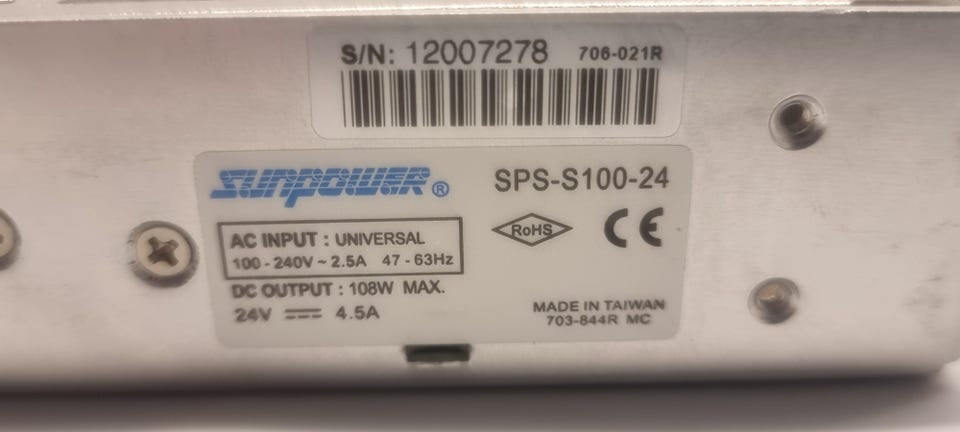 S/N: 12007278 706-021R
SUNPOWER® SPS-S100-24
RoHS CE
AC INPUT : UNIVERSAL
100 - 240V ~ 2.5A 47 - 63Hz
DC OUTPUT : 108W MAX.
24V ⎓ 4.5A
MADE IN TAIWAN
703-844R MC